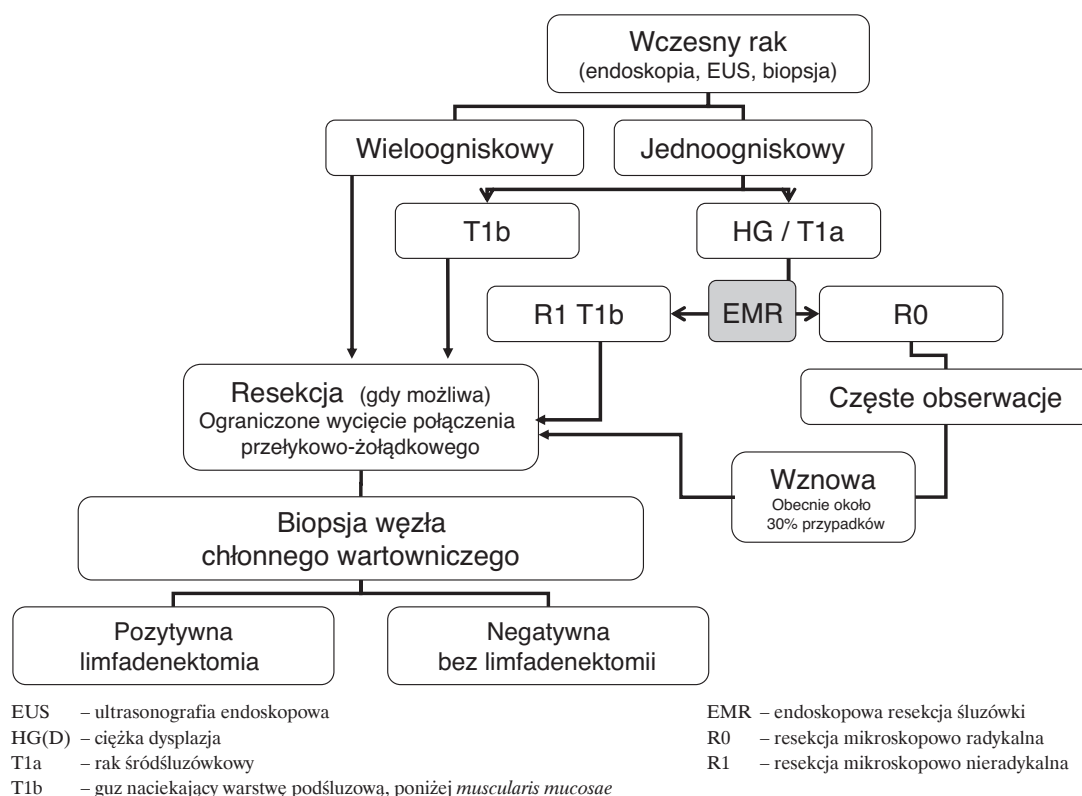 Wczesny rak
(endoskopia, EUS, biopsja)
Wieloogniskowy
Jednoogniskowy
T1b
HG / T1a
R1 T1b
EMR
R0
Resekcja (gdy możliwa)
Ograniczone wycięcie połączenia
przełykowo-żołądkowego
Częste obserwacje
Wznowa
Obecnie około
30% przypadków
Biopsja węzła
chłonnego wartowniczego
Pozytywna
limfadenektomia
Negatywna
bez limfadenektomii
EUS – ultrasonografia endoskopowa
HG(D) – ciężka dysplazja
T1a – rak śródśluzówkowy
T1b – guz naciekający warstwę podśluzową, poniżej muscularis mucosae
EMR – endoskopowa resekcja śluzówki
R0 – resekcja mikroskopowo radykalna
R1 – resekcja mikroskopowo nieradykalna